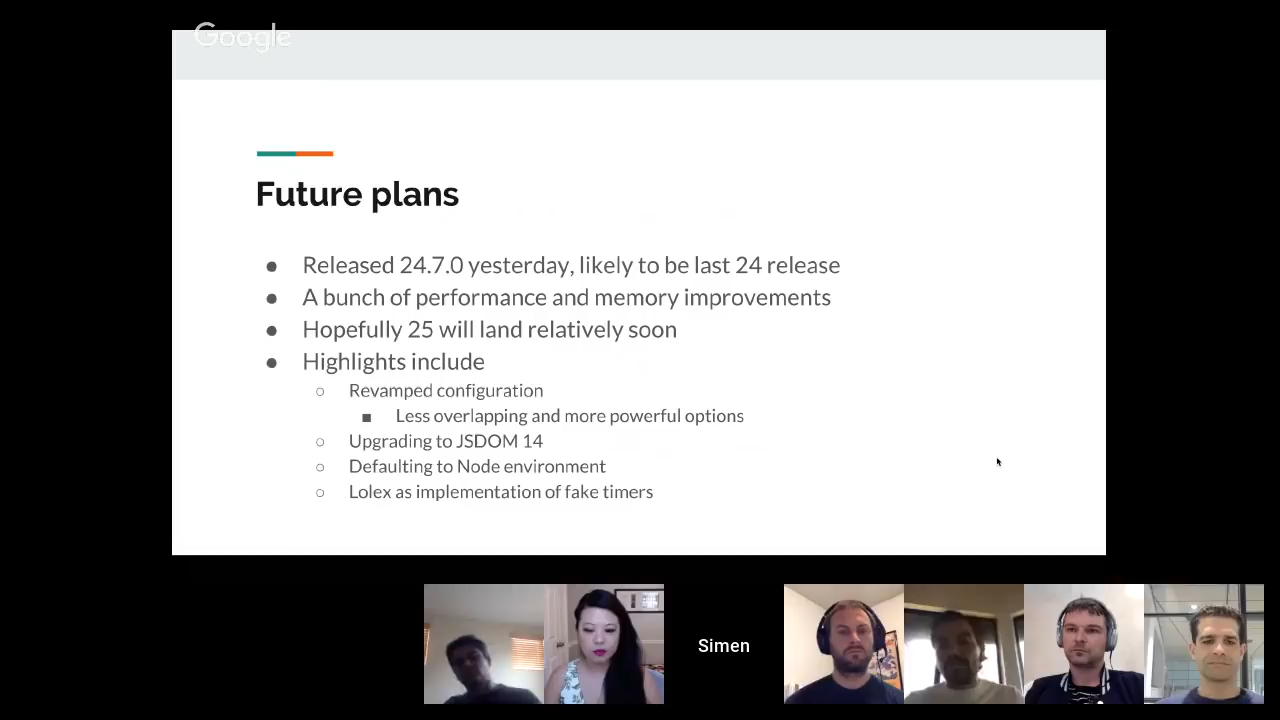 Google
Future plans
● Released 24.7.0 yesterday, likely to be last 24 release
● A bunch of performance and memory improvements
● Hopefully 25 will land relatively soon
● Highlights include
○ Revamped configuration
■ Less overlapping and more powerful options
○ Upgrading to JSDOM 14
○ Defaulting to Node environment
○ Lolex as implementation of fake timers
Simen